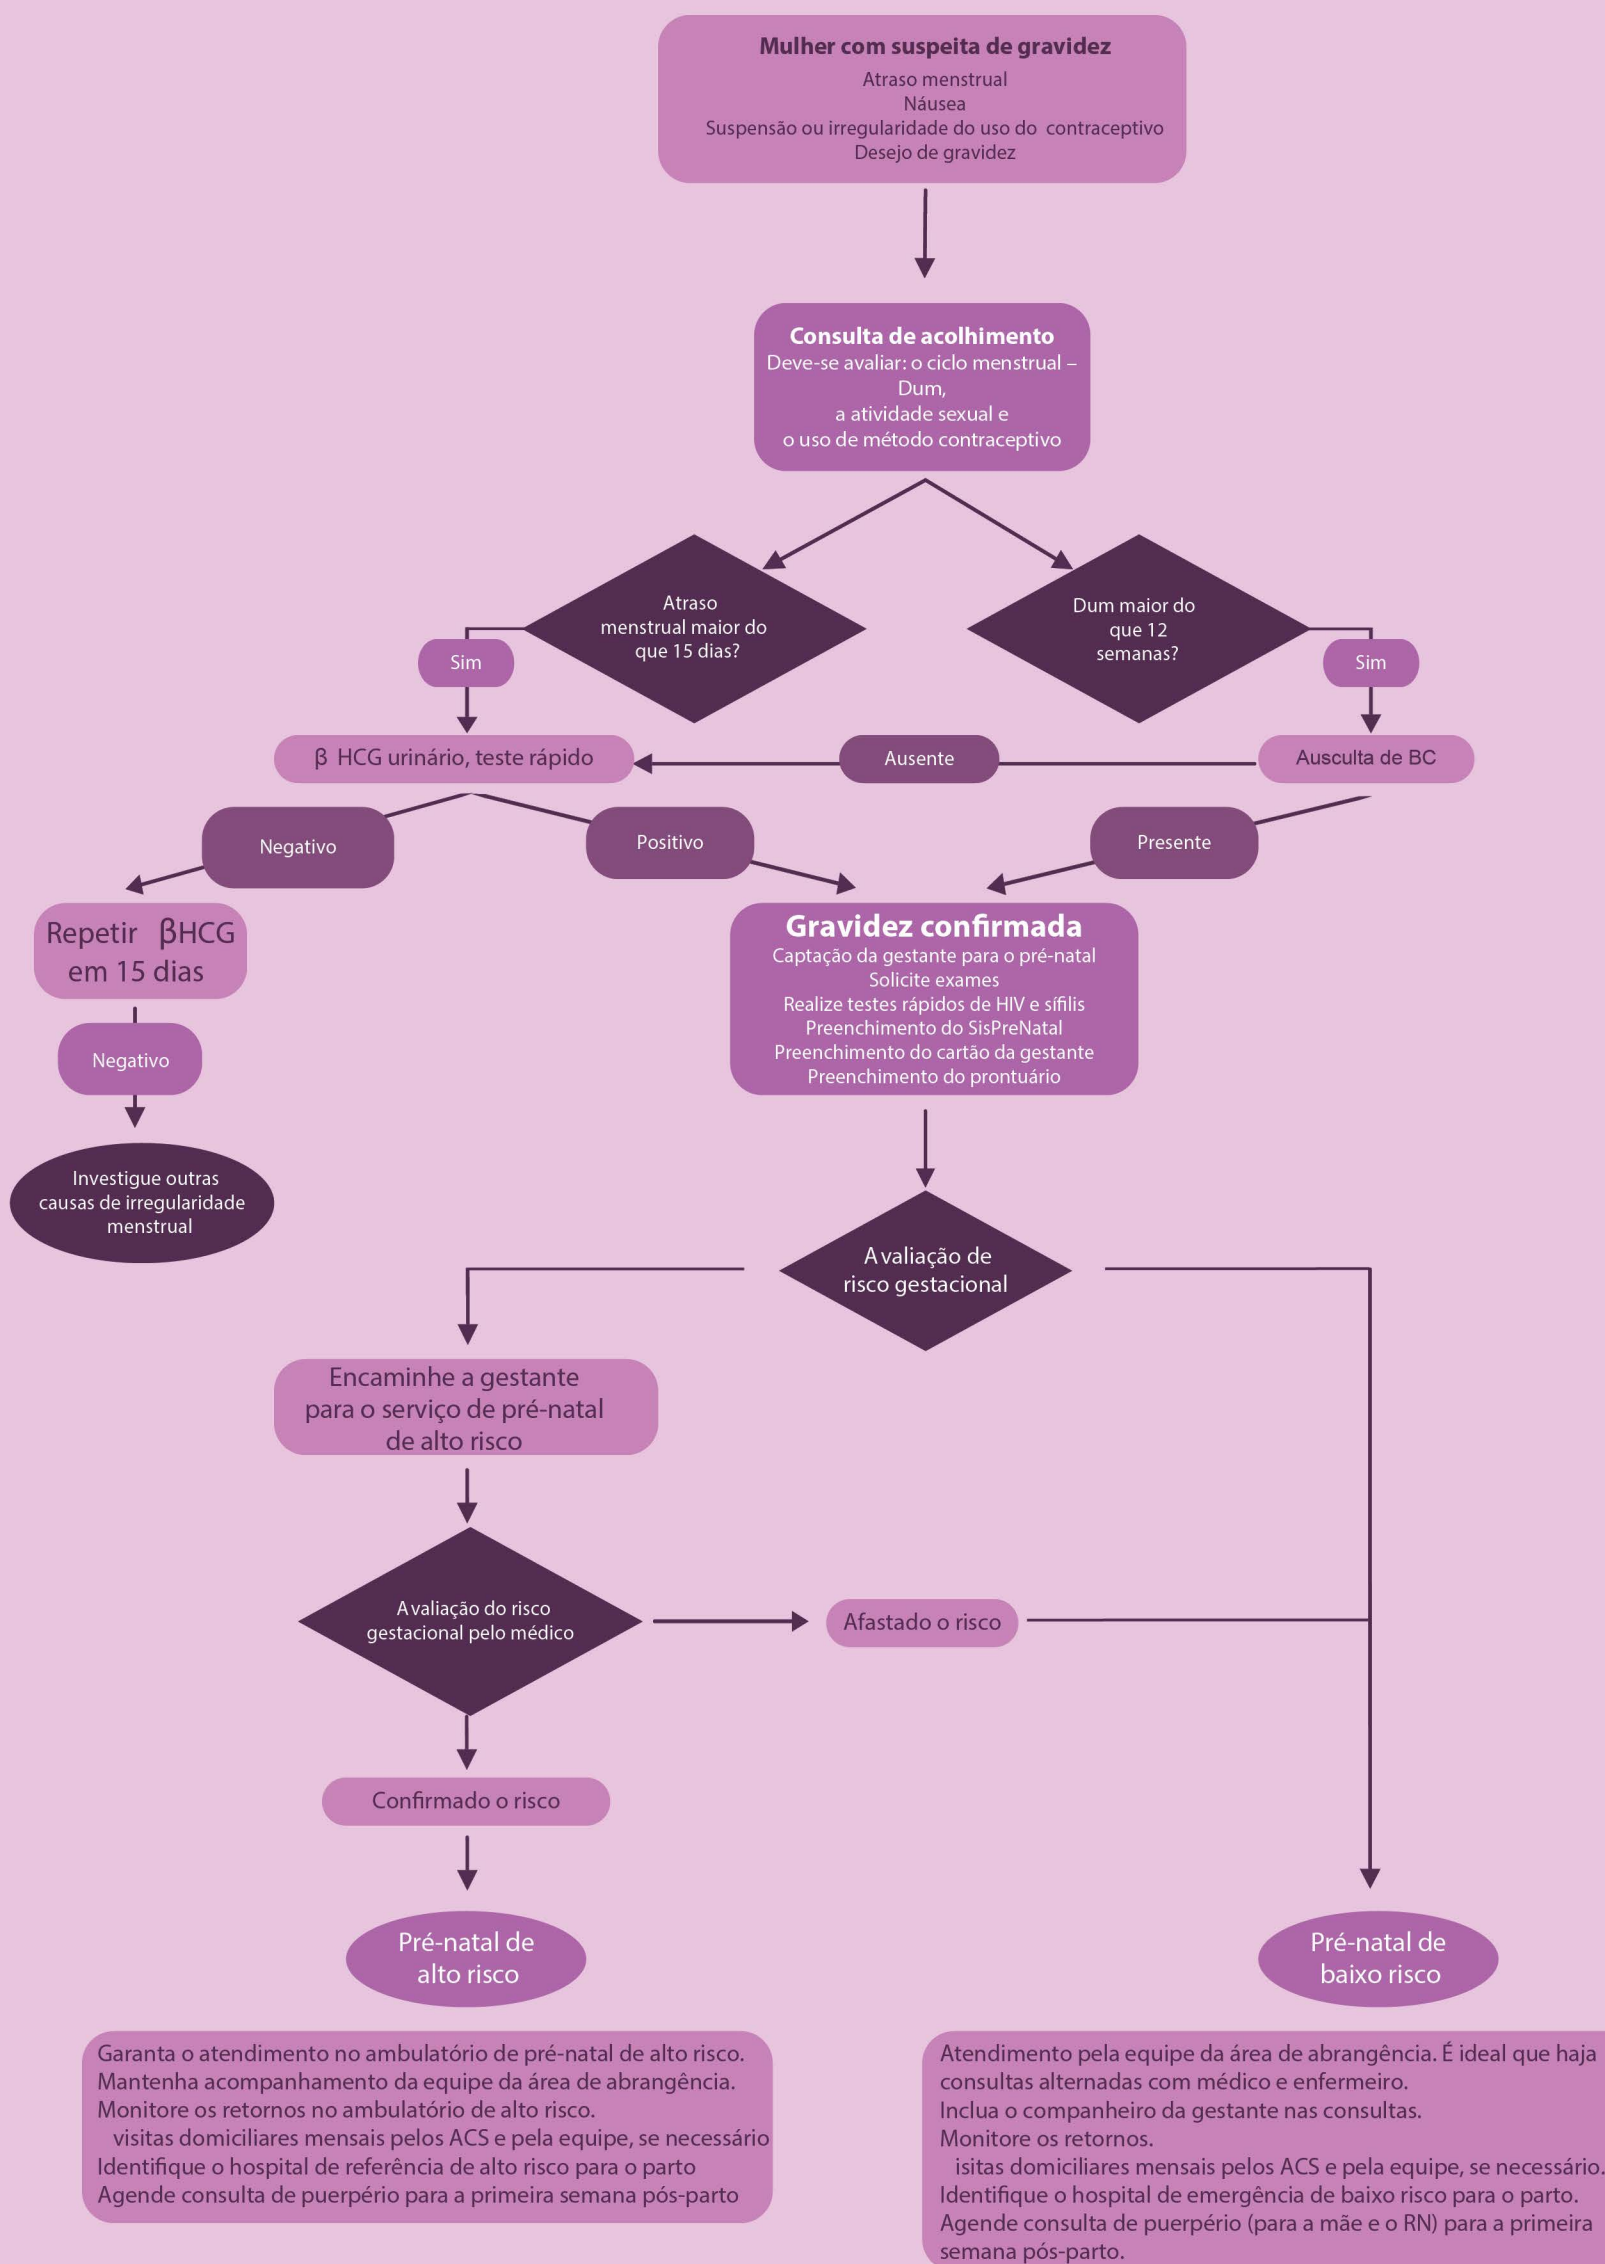 Mulher com suspeita de gravidez
Atraso menstrual
Náusea
Suspensão ou irregularidade do uso do contraceptivo
Desejo de gravidez
Consulta de acolhimento
Deve-se avaliar: o ciclo menstrual –
Dum,
a atividade sexual e
o uso de método contraceptivo
Atraso
menstrual maior do
que 15 dias?
Dum maior do
que 12
semanas?
Sim
Sim
β HCG urinário, teste rápido
Ausente
Ausculta de BC
Negativo
Positivo
Presente
Repetir βHCG
em 15 dias
Gravidez confirmada
Captação da gestante para o pré-natal
Solicite exames
Realize testes rápidos de HIV e sífilis
Preenchimento do SisPreNatal
Preenchimento do cartão da gestante
Preenchimento do prontuário
Negativo
Investigue outras
causas de irregularidade
menstrual
Avaliação de
risco gestacional
Encaminhe a gestante
para o serviço de pré-natal
de alto risco
Avaliação do risco
gestacional pelo médico
Afastado o risco
Confirmado o risco
Pré-natal de
alto risco
Pré-natal de
baixo risco
Garanta o atendimento no ambulatório de pré-natal de alto risco.
Mantenha acompanhamento da equipe da área de abrangência.
Monitore os retornos no ambulatório de alto risco.
visitas domiciliares mensais pelos ACS e pela equipe, se necessário
Identifique o hospital de referência de alto risco para o parto
Agende consulta de puerpério para a primeira semana pós-parto
Atendimento pela equipe da área de abrangência. É ideal que haja
consultas alternadas com médico e enfermeiro.
Inclua o companheiro da gestante nas consultas.
Monitore os retornos.
isitas domiciliares mensais pelos ACS e pela equipe, se necessário.
Identifique o hospital de emergência de baixo risco para o parto.
Agende consulta de puerpério (para a mãe e o RN) para a primeira
semana pós-parto.